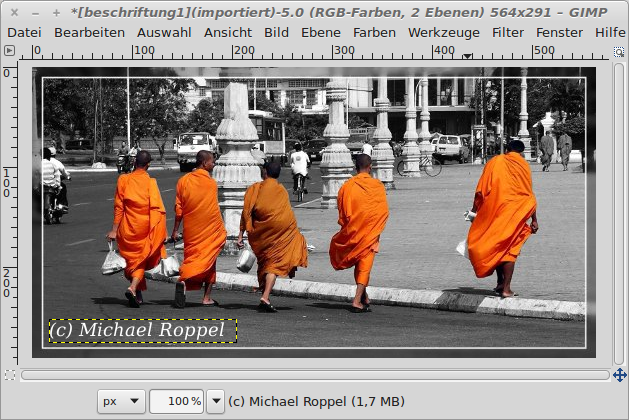 *[beschriftung1](importiert)-5.0 (RGB-Farben, 2 Ebenen) 564x291 – GIMP
Datei Bearbeiten Auswahl Ansicht Bild Ebene Farben Werkzeuge Filter Fenster Hilfe
0 100 200 300 400 500
0
100
200
(c) Michael Roppel
px 100 % (c) Michael Roppel (1,7 MB)